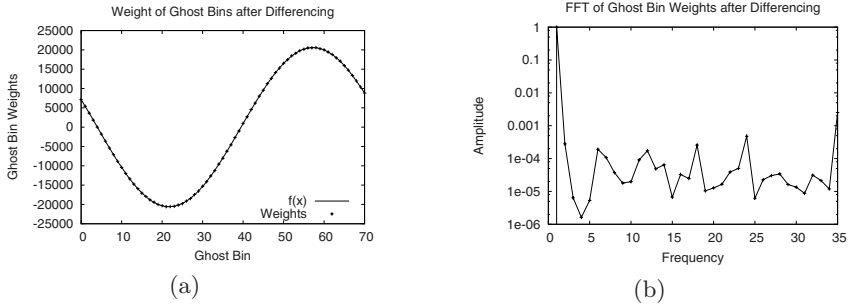 Weight of Ghost Bins after Differencing
25000
20000
15000
10000
5000
0
-5000
-10000
-15000
-20000
-25000
Ghost Bin Weights
f(x)
Weights
0 10 20 30 40 50 60 70
Ghost Bin
(a)
FFT of Ghost Bin Weights after Differencing
1
0.1
0.01
0.001
1e-04
1e-05
1e-06
Amplitude
0 5 10 15 20 25 30 35
Frequency
(b)